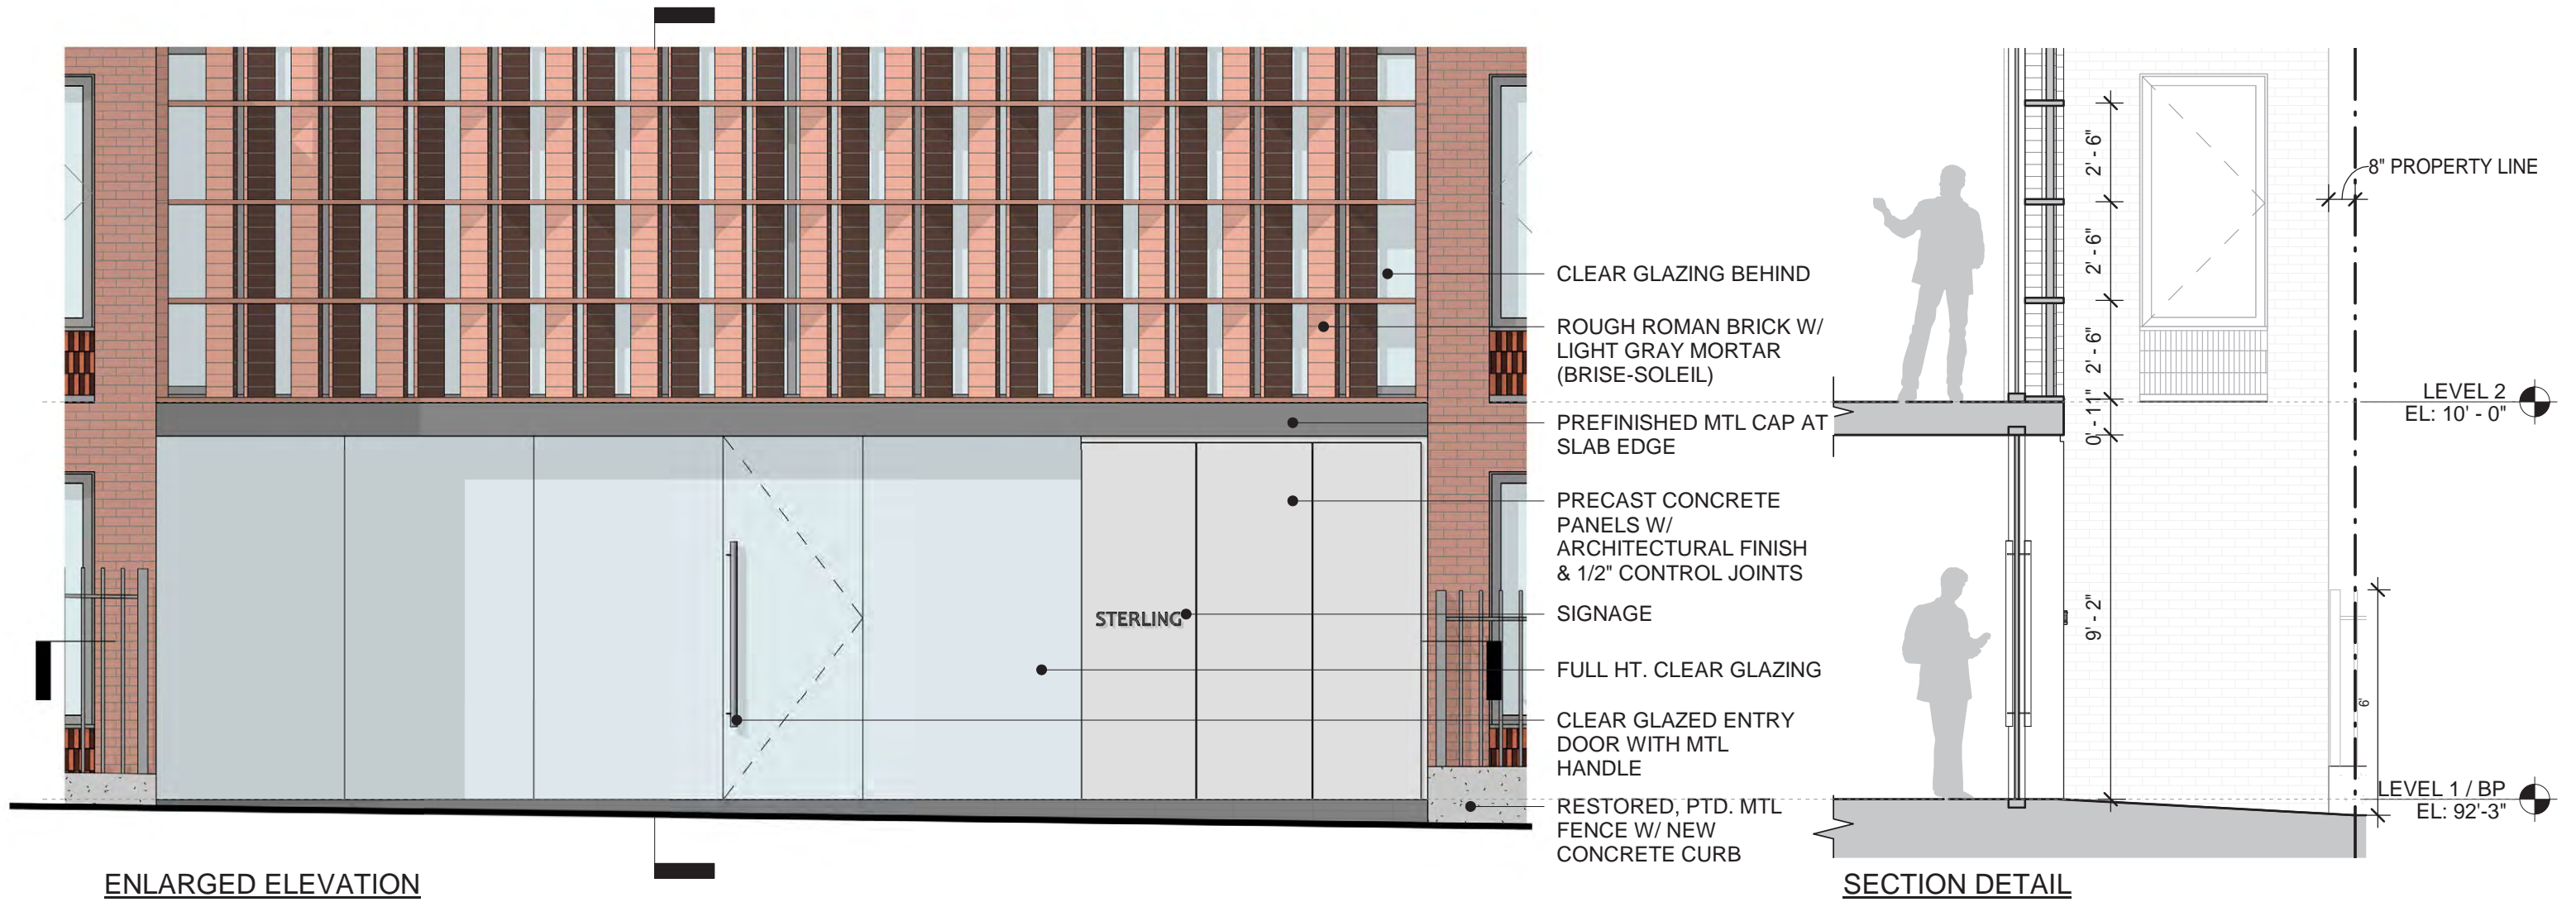 STERLING
CLEAR GLAZING BEHIND
ROUGH ROMAN BRICK W/
LIGHT GRAY MORTAR
(BRISE-SOLEIL)
PREFINISHED MTL CAP AT
SLAB EDGE
PRECAST CONCRETE
PANELS W/
ARCHITECTURAL FINISH
& 1/2" CONTROL JOINTS
SIGNAGE
FULL HT. CLEAR GLAZING
CLEAR GLAZED ENTRY
DOOR WITH MTL
HANDLE
RESTORED, PTD. MTL
FENCE W/ NEW
CONCRETE CURB
ENLARGED ELEVATION
2' - 6"
2' - 6"
2' - 6"
0' - 11"
9' - 2"
8" PROPERTY LINE
LEVEL 2
EL: 10' - 0"
6'
LEVEL 1 / BP
EL: 92'-3"
SECTION DETAIL